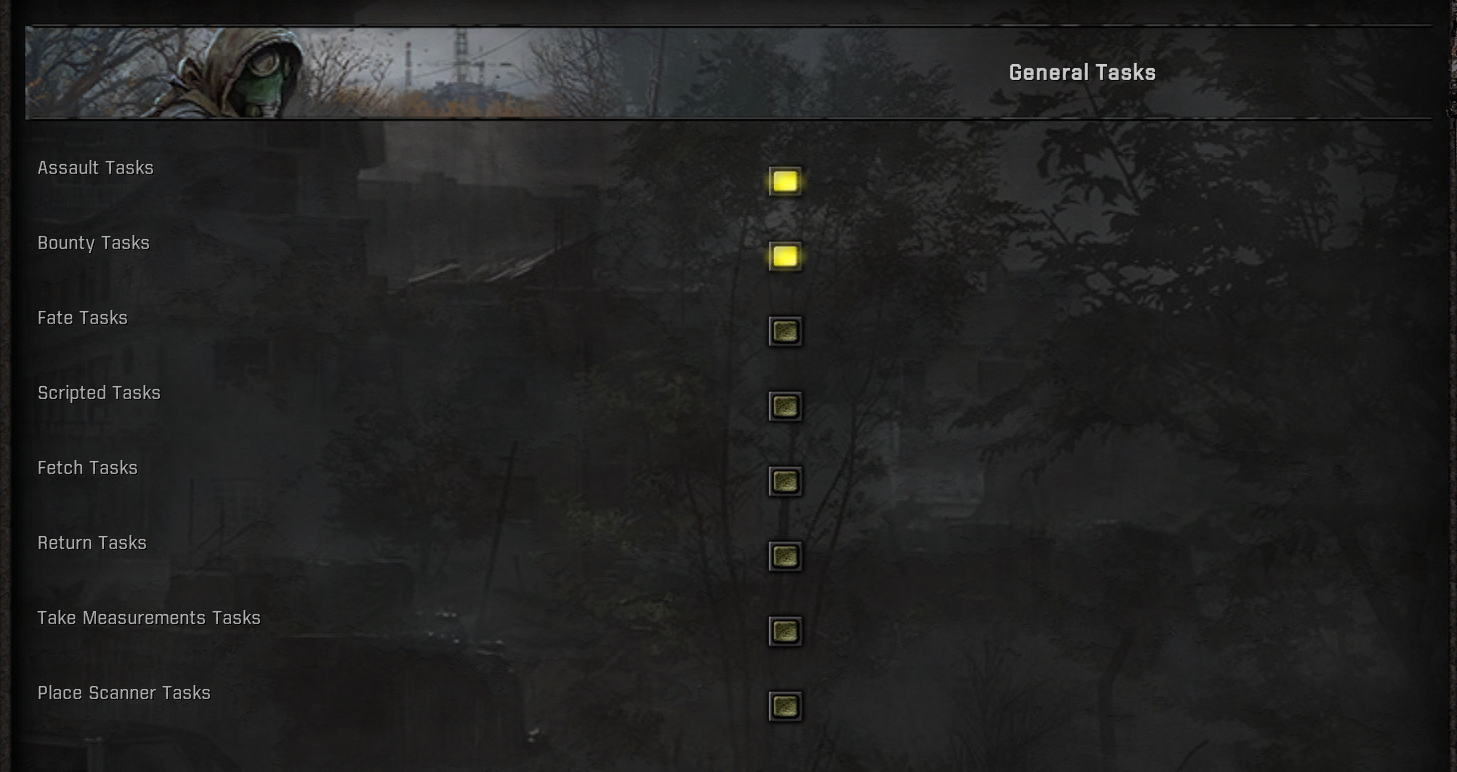 General Tasks
Assault Tasks
Bounty Tasks
Fate Tasks
Scripted Tasks
Fetch Tasks
Return Tasks
Take Measurements Tasks
Place Scanner Tasks